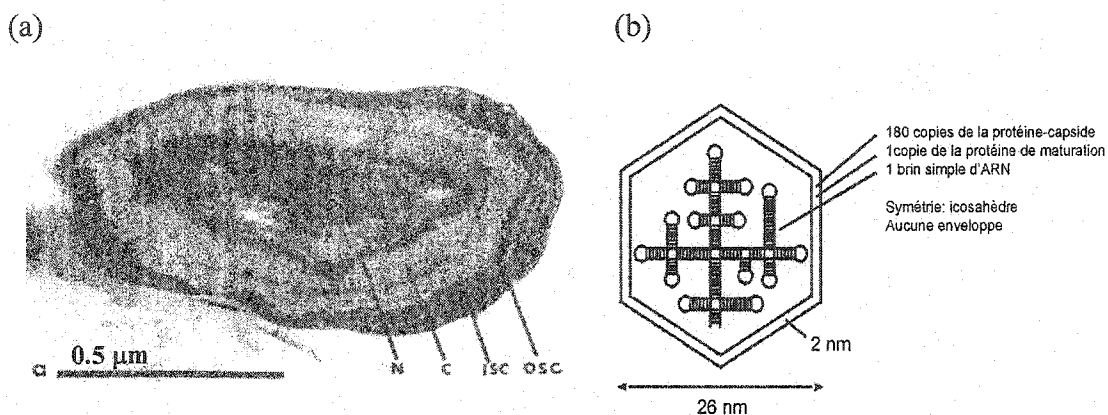 (a)
(b)
180 copies de la protéine-capside
1copie de la protéine de maturation
1 brin simple d'ARN
Symétrie: icosahèdre
Aucune enveloppe
2 nm
26 nm
a 0.5 µm
N C ISC OSC